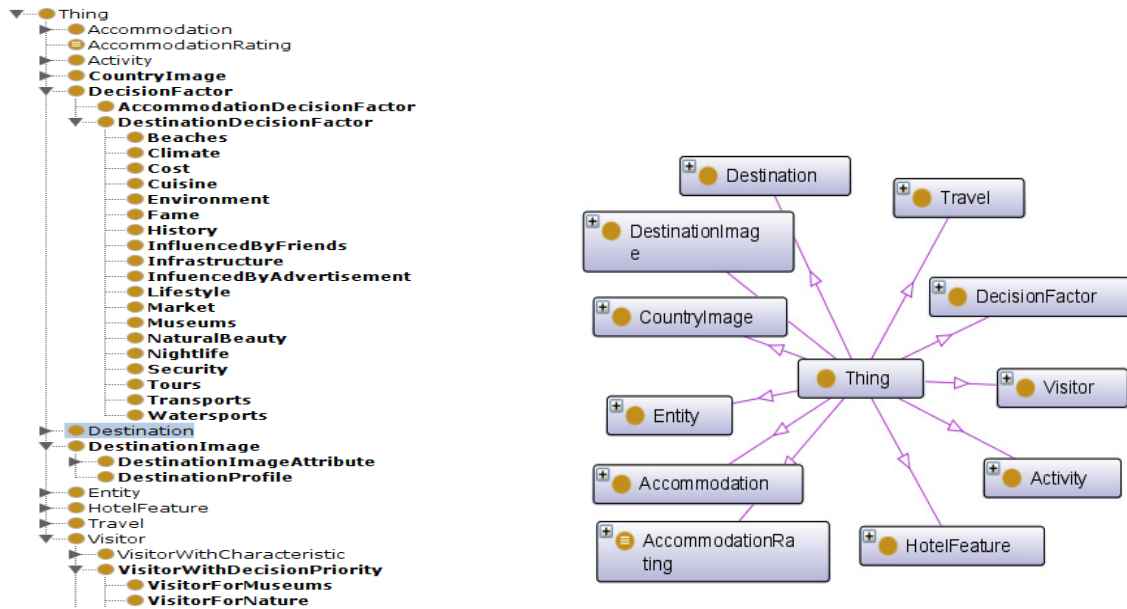 Thing
Accommodation
AccommodationRating
Activity
CountryImage
DecisionFactor
AccommodationDecisionFactor
DestinationDecisionFactor
Beaches
Climate
Cost
Cuisine
Environment
Fame
History
InfluencedByFriends
Infrastructure
InfuencedByAdvertisement
Lifestyle
Market
Museums
NaturalBeauty
Nightlife
Security
Tours
Transports
Watersports
Destination
DestinationImage
DestinationImageAttribute
DestinationProfile
Entity
HotelFeature
Travel
Visitor
VisitorWithCharacteristic
VisitorWithDecisionPriority
VisitorForMuseums
VisitorForNature
Destination
Travel
DestinationImag
e
DecisionFactor
CountryImage
Thing
Visitor
Entity
Accommodation
Activity
AccommodationRa
ting
HotelFeature